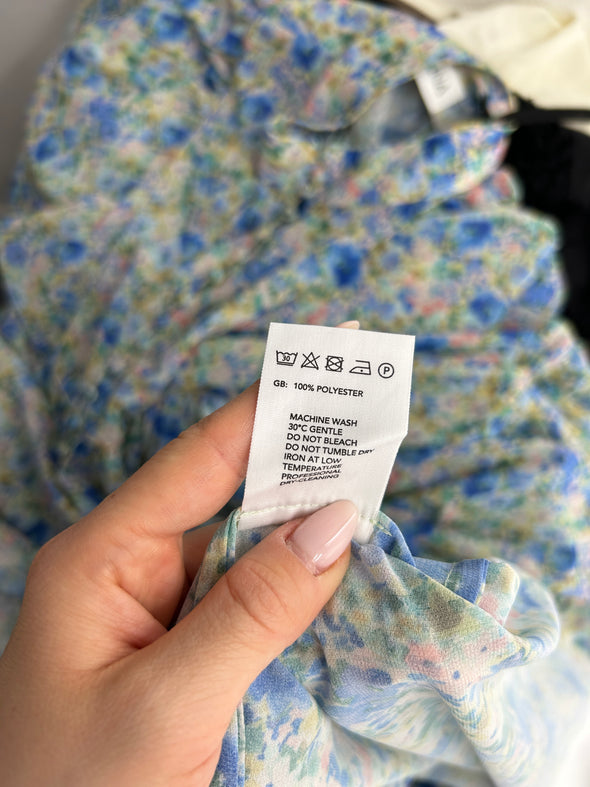 30 P
GB: 100% POLYESTER
MACHINE WASH
30°C GENTLE
DO NOT BLEACH
DO NOT TUMBLE DRY
IRON AT LOW
TEMPERATURE
PROFESSIONAL
DRY-CLEANING